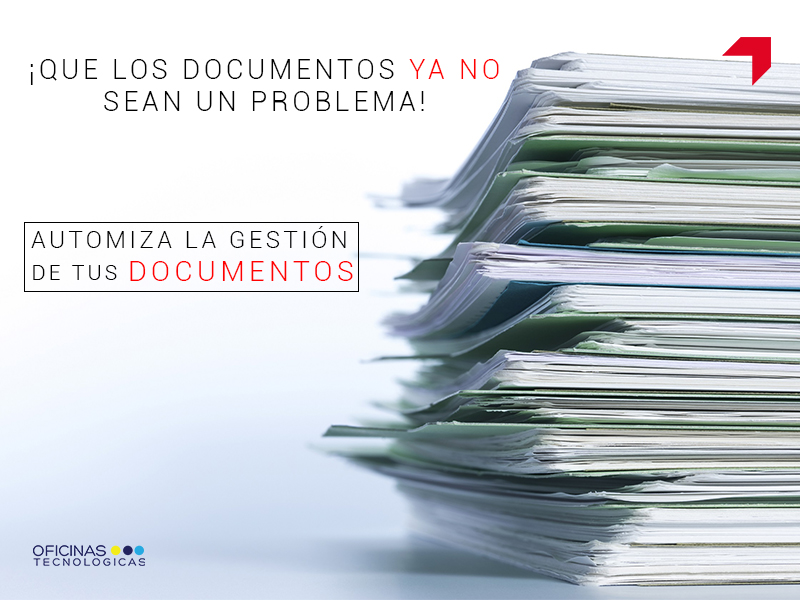 ¡QUE LOS DOCUMENTOS YA NO
SEAN UN PROBLEMA!
AUTOMIZA LA GESTIÓN
DE TUS DOCUMENTOS
OFICINAS
TECNOLOGICAS